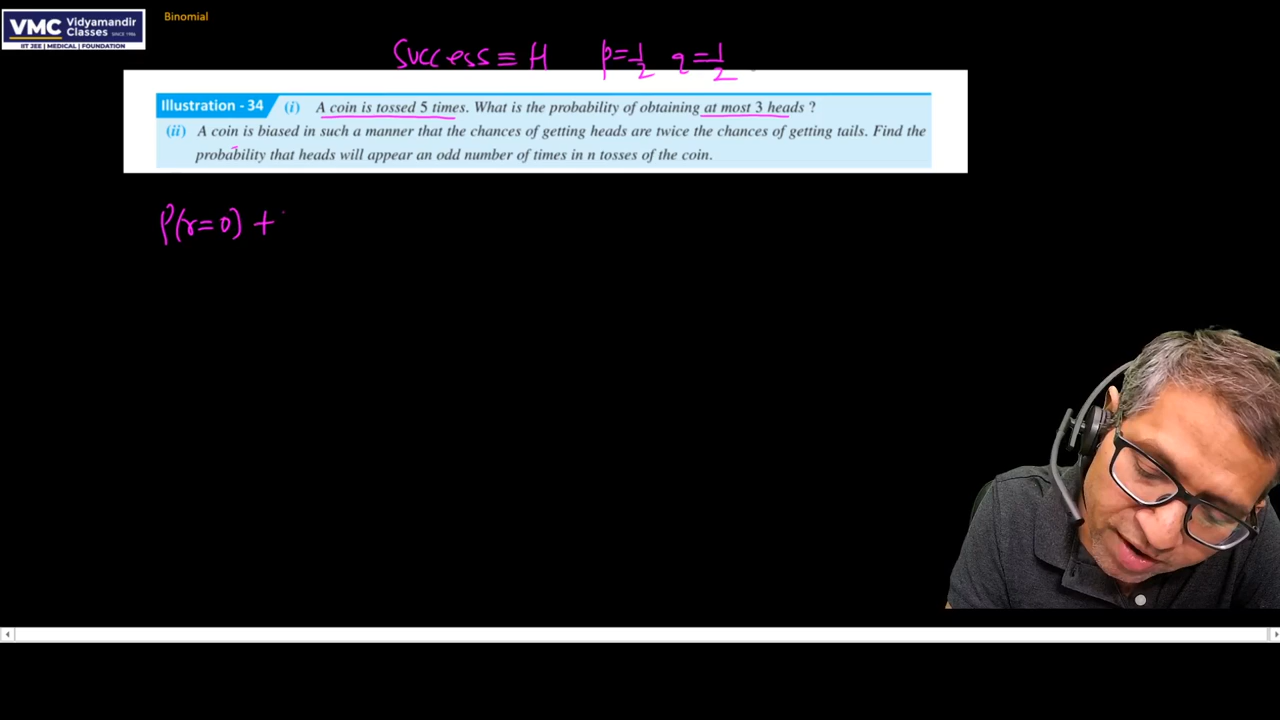 VMC Vidyamandir Classes SINCE 1986
IIT JEE | MEDICAL | FOUNDATION
Binomial
Success ≡ H p=1/2 q=1/2
Illustration - 34 (i) A coin is tossed 5 times. What is the probability of obtaining at most 3 heads ?
(ii) A coin is biased in such a manner that the chances of getting heads are twice the chances of getting tails. Find the
probability that heads will appear an odd number of times in n tosses of the coin.
P(r=0) +